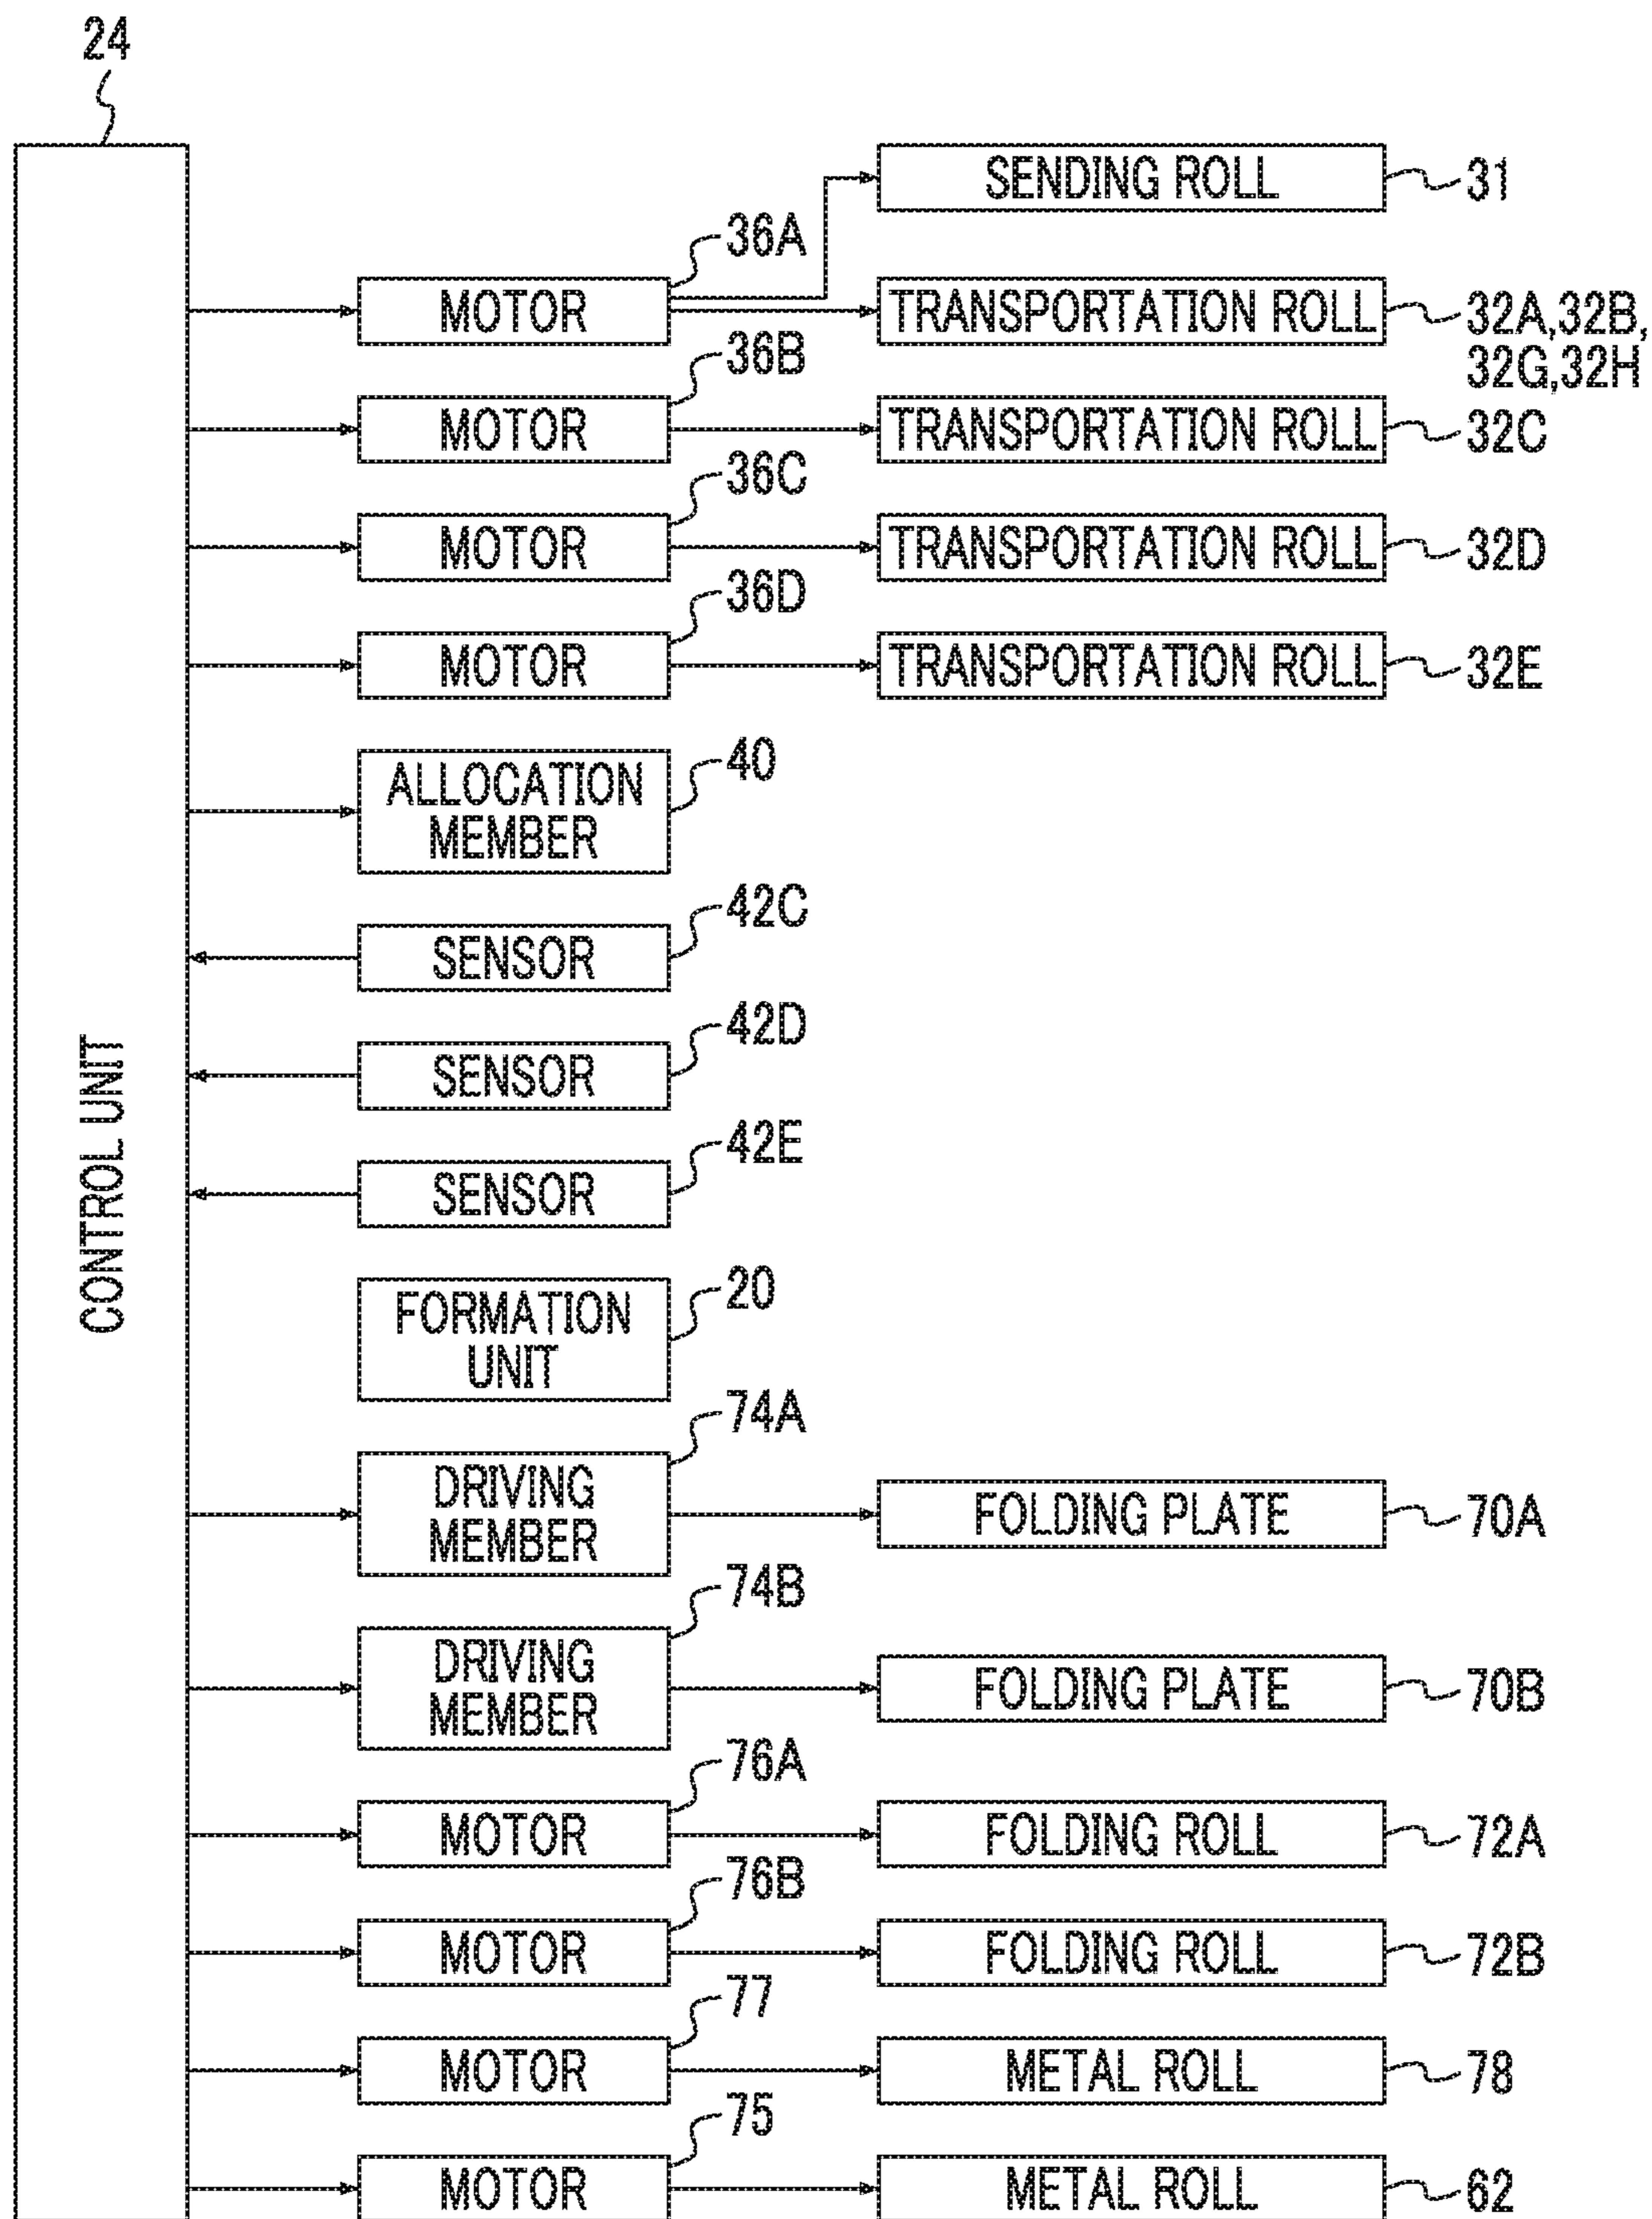 24
CONTROL UNIT
SENDING ROLL
31
36A
MOTOR
TRANSPORTATION ROLL
32A,32B,
32G,32H
36B
MOTOR
TRANSPORTATION ROLL
32C
36C
MOTOR
TRANSPORTATION ROLL
32D
36D
MOTOR
TRANSPORTATION ROLL
32E
40
ALLOCATION
MEMBER
42C
SENSOR
42D
SENSOR
42E
SENSOR
20
FORMATION
UNIT
74A
DRIVING
MEMBER
FOLDING PLATE
70A
74B
DRIVING
MEMBER
FOLDING PLATE
70B
76A
MOTOR
FOLDING ROLL
72A
76B
MOTOR
FOLDING ROLL
72B
77
MOTOR
METAL ROLL
78
75
MOTOR
METAL ROLL
62